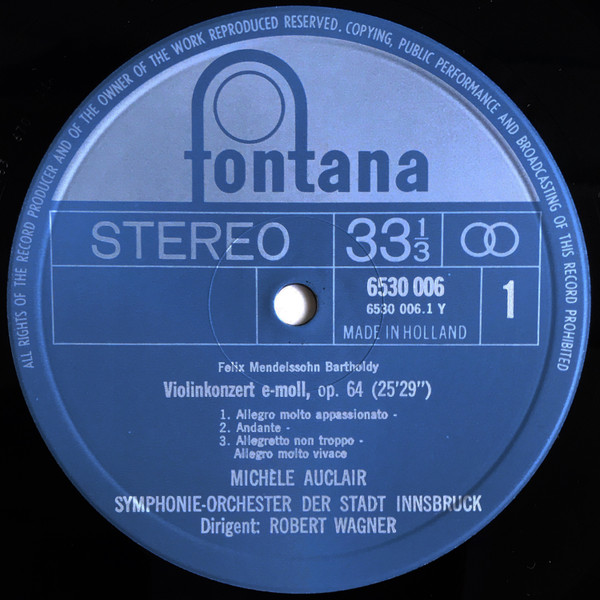 ALL RIGHTS OF THE RECORD PRODUCER AND OF THE OWNER OF THE WORK REPRODUCED RESERVED. COPYING, PUBLIC PERFORMANCE AND BROADCASTING OF THIS RECORD PROHIBITED
fontana
STEREO 33 1/3
6530 006
6530 006.1 Y
1
MADE IN HOLLAND
Felix Mendelssohn Bartholdy
Violinkonzert e-moll, op. 64 (25'29")
1. Allegro molto appassionato -
2. Andante -
3. Allegretto non troppo -
Allegro molto vivace
MICHÈLE AUCLAIR
SYMPHONIE-ORCHESTER DER STADT INNSBRUCK
Dirigent: ROBERT WAGNER